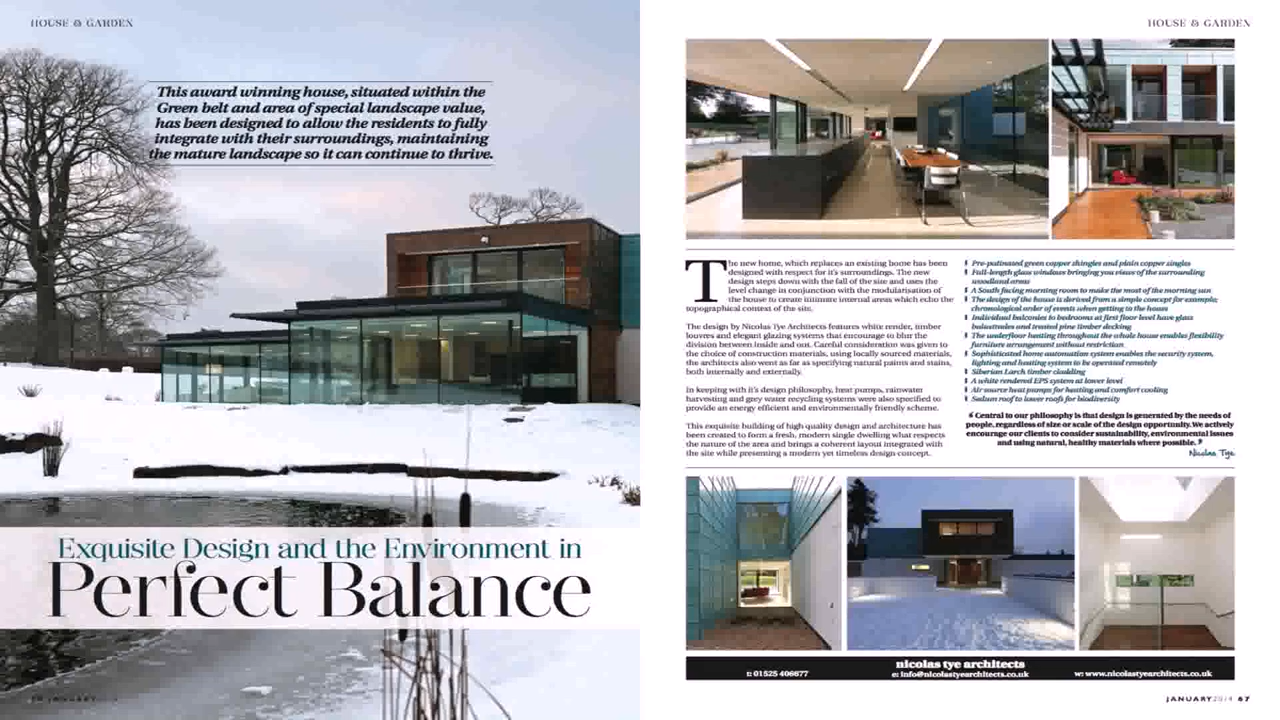 HOUSE & GARDEN
This award winning house, situated within the
Green belt and area of special landscape value,
has been designed to allow the residents to fully
integrate with their surroundings, maintaining
the mature landscape so it can continue to thrive.
Exquisite Design and the Environment in
Perfect Balance
JANUARY
HOUSE & GARDEN
The new home, which replaces an existing home has been
designed with respect for it's surroundings. The new
design steps down with the fall of the site and uses the
level change in conjunction with the modularisation of
the house to create intimate internal areas which echo the
topographical context of the site.
The design by Nicolas Tye Architects features white render, timber
louvres and elegant glazing systems that encourage to blur the
division between inside and out. Careful consideration was given to
the choice of construction materials, using locally sourced materials,
the architects also went as far as specifying natural paints and stains,
both internally and externally.
In keeping with it's design philosophy, heat pumps, rainwater
harvesting and grey water recycling systems were also specified to
provide an energy efficient and environmentally friendly scheme.
This exquisite building of high quality design and architecture has
been created to form a fresh, modern single dwelling what respects
the nature of the area and brings a coherent layout integrated with
the site while presenting a modern yet timeless design concept.
Pre-patinated green copper shingles and plain copper shingles
Full-length glass windows bringing you views of the surrounding
woodland areas
A South facing morning room to make the most of the morning sun
The design of the house is derived from a simple concept for example;
chronological order of events when getting to the house
Individual balconies to bedrooms at first floor level have glass
balustrades and treated pine timber decking
The underfloor heating throughout the whole house enables flexibility
furniture arrangement without restriction
Sophisticated home automation system enables the security system,
lighting and heating system to be operated remotely
Siberian Larch timber cladding
A white rendered EPS system at lower level
Air source heat pumps for heating and comfort cooling
Sedum roof to lower roofs for biodiversity
“ Central to our philosophy is that design is generated by the needs of
people, regardless of size or scale of the design opportunity. We actively
encourage our clients to consider sustainability, environmental issues
and using natural, healthy materials where possible. ”
Nicolas Tye
nicolas tye architects
t: 01525 406677 e: info@nicolastyearchitects.co.uk w: www.nicolastyearchitects.co.uk
JANUARY 2014 67